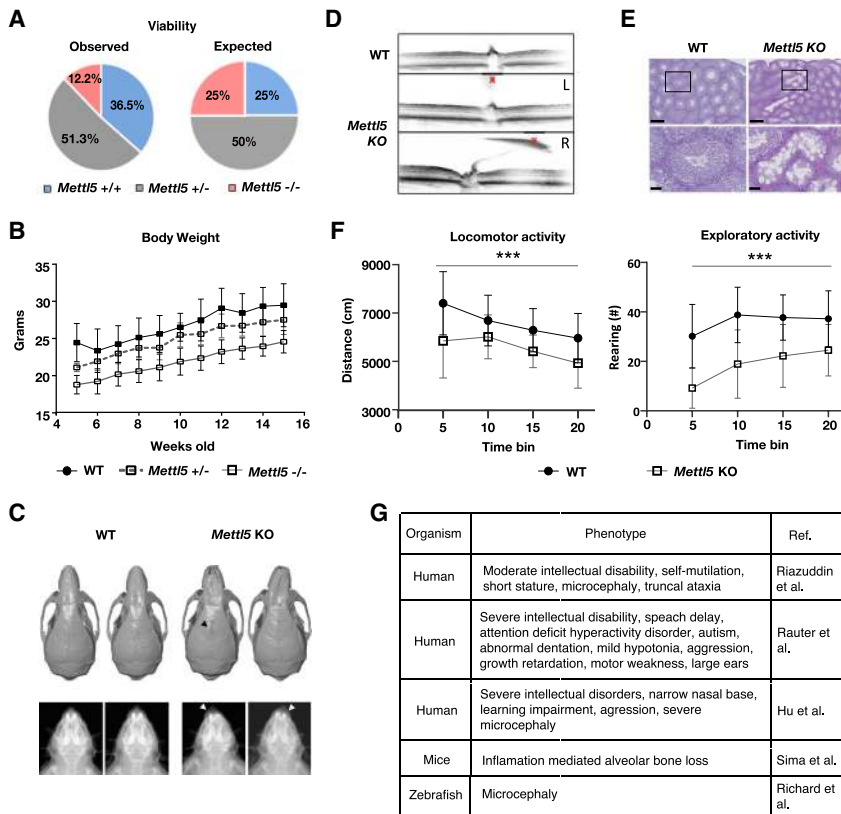 A
Viability
Observed
Expected
12.2%
36.5%
51.3%
25%
25%
50%
Mettl5 +/+ Mettl5 +/- Mettl5 -/-
B
Body Weight
Grams
35
30
25
20
15
4 6 8 10 12 14 16
Weeks old
WT Mettl5 +/- Mettl5 -/-
C
WT
Mettl5 KO
D
WT
L
Mettl5
KO
R
E
WT
Mettl5 KO
F
Locomotor activity
***
Distance (cm)
9000
7000
5000
3000
0 5 10 15 20
Time bin
Exploratory activity
***
Rearing (#)
60
40
20
0
0 5 10 15 20
Time bin
WT Mettl5 KO
G
Organism Phenotype Ref.
Human
Moderate intellectual disability, self-mutilation,
short stature, microcephaly, truncal ataxia
Riazuddin
et al.
Human
Severe intellectual disability, speach delay,
attention deficit hyperactivity disorder, autism,
abnormal dentation, mild hypotonia, aggression,
growth retardation, motor weakness, large ears
Rauter et
al.
Human
Severe intellectual disorders, narrow nasal base,
learning impairment, agression, severe
microcephaly
Hu et al.
Mice Inflamation mediated alveolar bone loss Sima et al.
Zebrafish Microcephaly
Richard et
al.